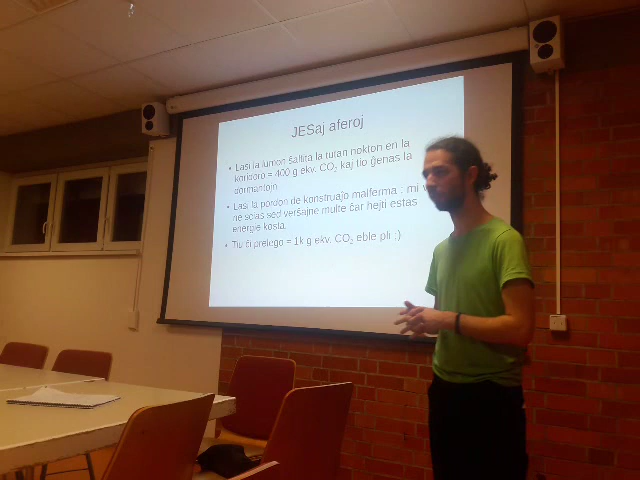 JESaj aferoj
• Lasi la lumon ŝaltita la tutan nokton en la
koridoro = 400 g ekv. CO₂ kaj tio ĝenas la
dormantojn
• Lasi la pordon de konstruaĵo malferma : mi
ne scias sed verŝajne multe ĉar hejti estas
energie kosta.
• Tiu ĉi prelego = 1k g ekv. CO₂ eble pli ;)